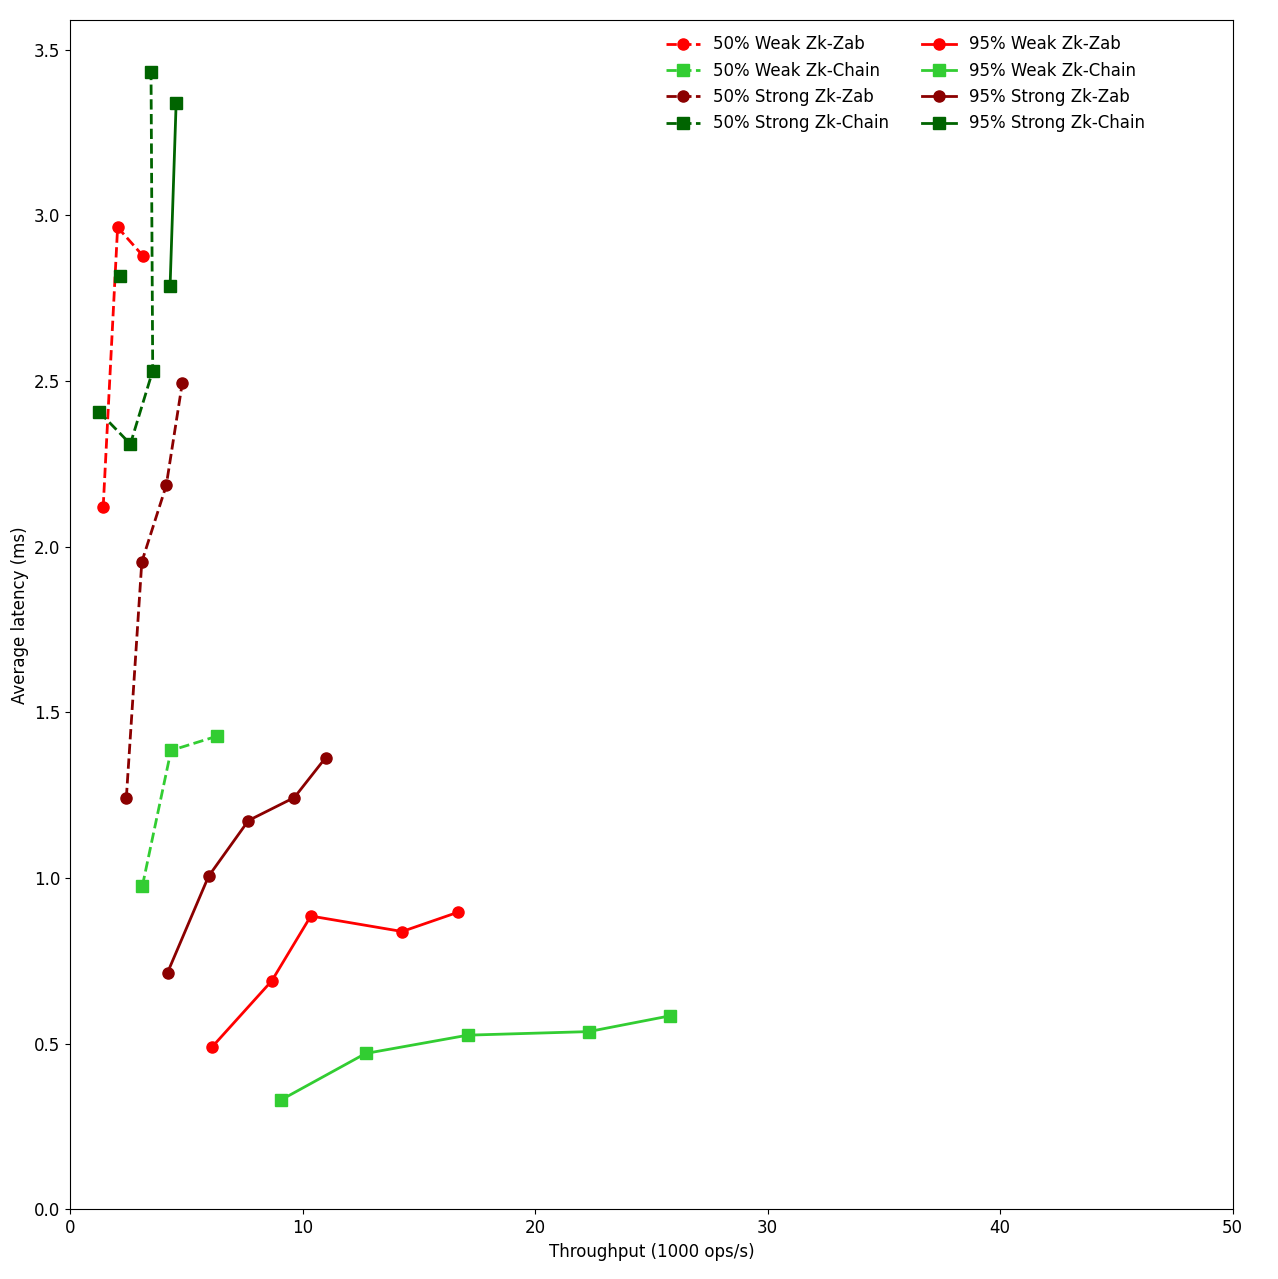 50% Weak Zk-Zab
50% Weak Zk-Chain
50% Strong Zk-Zab
50% Strong Zk-Chain
95% Weak Zk-Zab
95% Weak Zk-Chain
95% Strong Zk-Zab
95% Strong Zk-Chain
3.5
3.0
2.5
2.0
1.5
1.0
0.5
0.0
Average latency (ms)
0 10 20 30 40 50
Throughput (1000 ops/s)